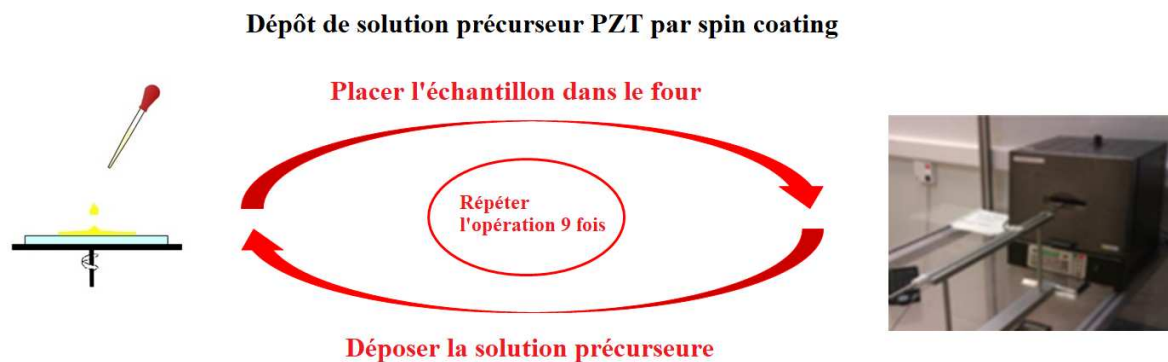 Dépôt de solution précurseur PZT par spin coating
Placer l'échantillon dans le four
Répéter
l'opération 9 fois
Déposer la solution précurseure